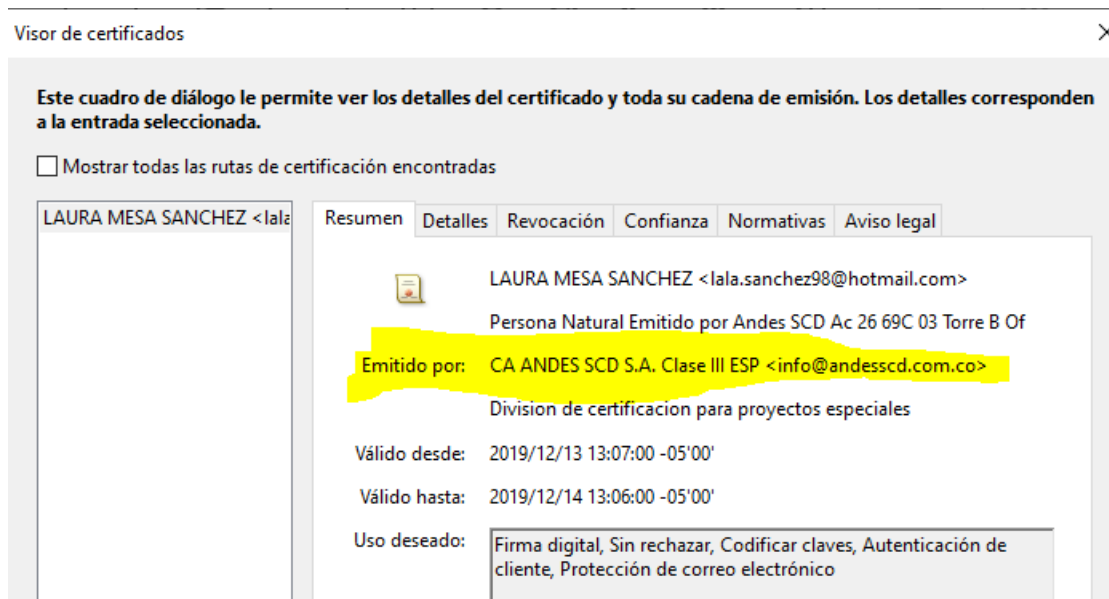 Visor de certificados
Este cuadro de diálogo le permite ver los detalles del certificado y toda su cadena de emisión. Los detalles corresponden
a la entrada seleccionada.
Mostrar todas las rutas de certificación encontradas
LAURA MESA SANCHEZ <lala
Resumen Detalles Revocación Confianza Normativas Aviso legal
LAURA MESA SANCHEZ <lala.sanchez98@hotmail.com>
Persona Natural Emitido por Andes SCD Ac 26 69C 03 Torre B Of
Emitido por: CA ANDES SCD S.A. Clase III ESP <info@andesscd.com.co>
Division de certificacion para proyectos especiales
Válido desde: 2019/12/13 13:07:00 -05'00'
Válido hasta: 2019/12/14 13:06:00 -05'00'
Uso deseado: Firma digital, Sin rechazar, Codificar claves, Autenticación de
cliente, Protección de correo electrónico